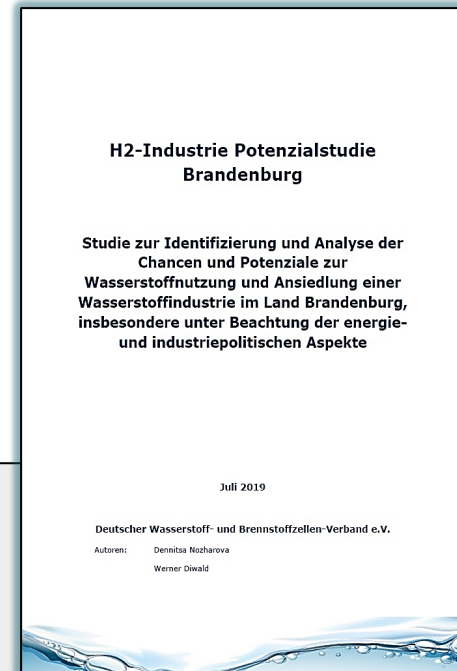 H2-Industrie Potenzialstudie
Brandenburg
Studie zur Identifizierung und Analyse der
Chancen und Potenziale zur
Wasserstoffnutzung und Ansiedlung einer
Wasserstoffindustrie im Land Brandenburg,
insbesondere unter Beachtung der energie-
und industriepolitischen Aspekte
Juli 2019
Deutscher Wasserstoff- und Brennstoffzellen-Verband e.V.
Autoren: Dennitsa Nozharova
Werner Diwald